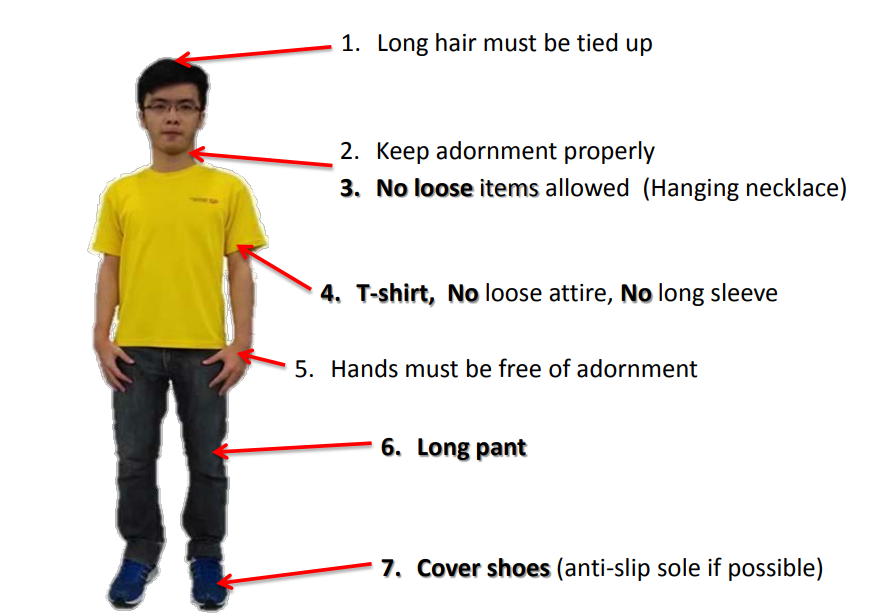 1. Long hair must be tied up
2. Keep adornment properly
3. No loose items allowed (Hanging necklace)
4. T-shirt, No loose attire, No long sleeve
5. Hands must be free of adornment
6. Long pant
7. Cover shoes (anti-slip sole if possible)